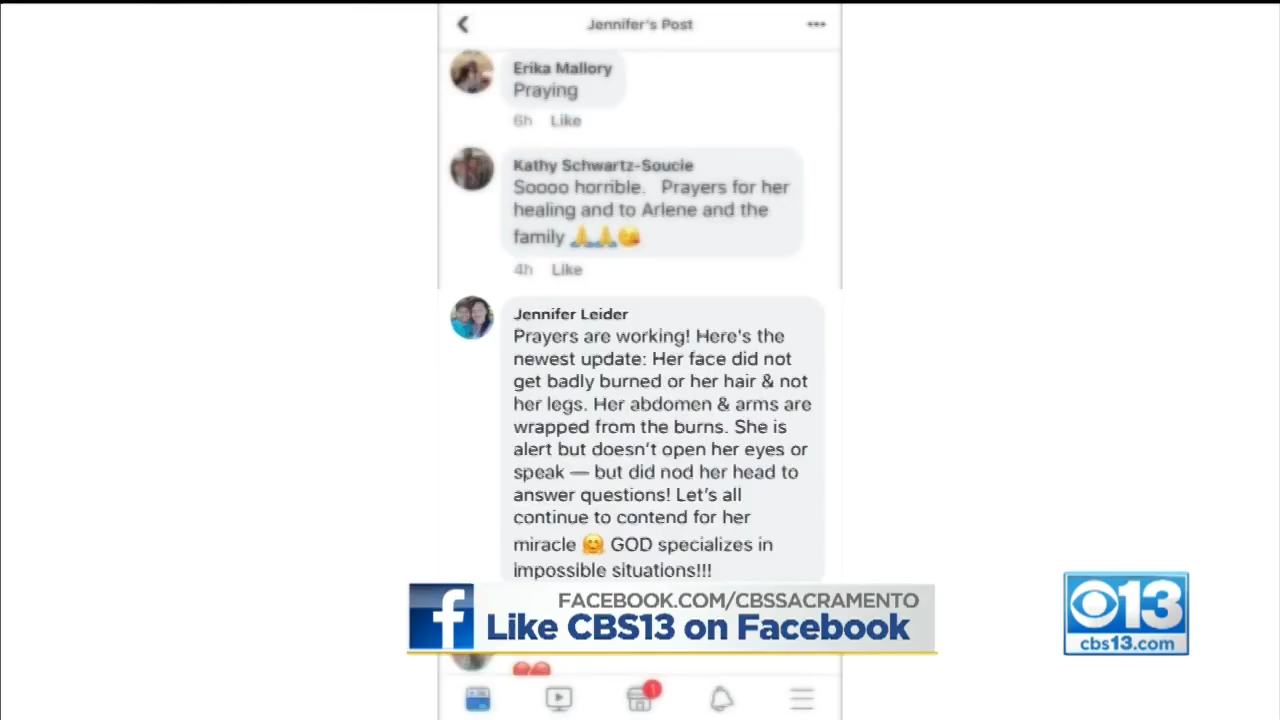 Jennifer's Post
Erika Mallory
Praying
6h Like
Kathy Schwartz-Soucie
Soooo horrible. Prayers for her
healing and to Arlene and the
family 🙏🙏😘
4h Like
Jennifer Leider
Prayers are working! Here's the
newest update: Her face did not
get badly burned or her hair & not
her legs. Her abdomen & arms are
wrapped from the burns. She is
alert but doesn't open her eyes or
speak — but did nod her head to
answer questions! Let's all
continue to contend for her
miracle 🤗 GOD specializes in
impossible situations!!!
f
FACEBOOK.COM/CBSSACRAMENTO
Like CBS13 on Facebook
13
cbs13.com
1